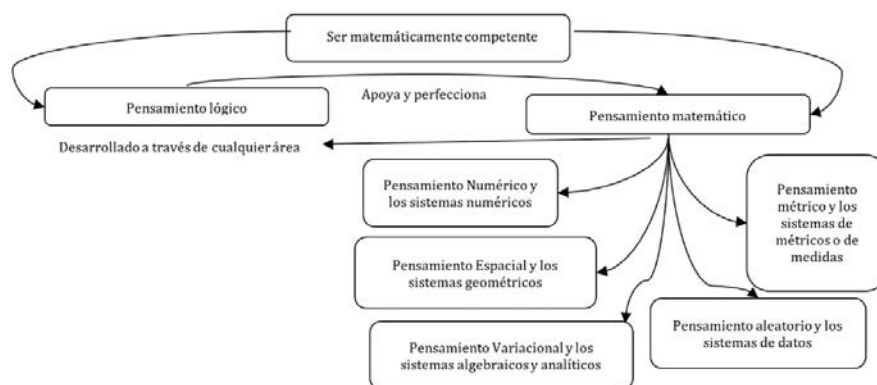 Ser matemáticamente competente
Pensamiento lógico
Apoya y perfecciona
Pensamiento matemático
Desarrollado a través de cualquier área
Pensamiento Numérico y
los sistemas numéricos
Pensamiento
métrico y los
sistemas de
métricos o de
medidas
Pensamiento Espacial y los
sistemas geométricos
Pensamiento aleatorio y los
sistemas de datos
Pensamiento Variacional y los
sistemas algebraicos y analíticos